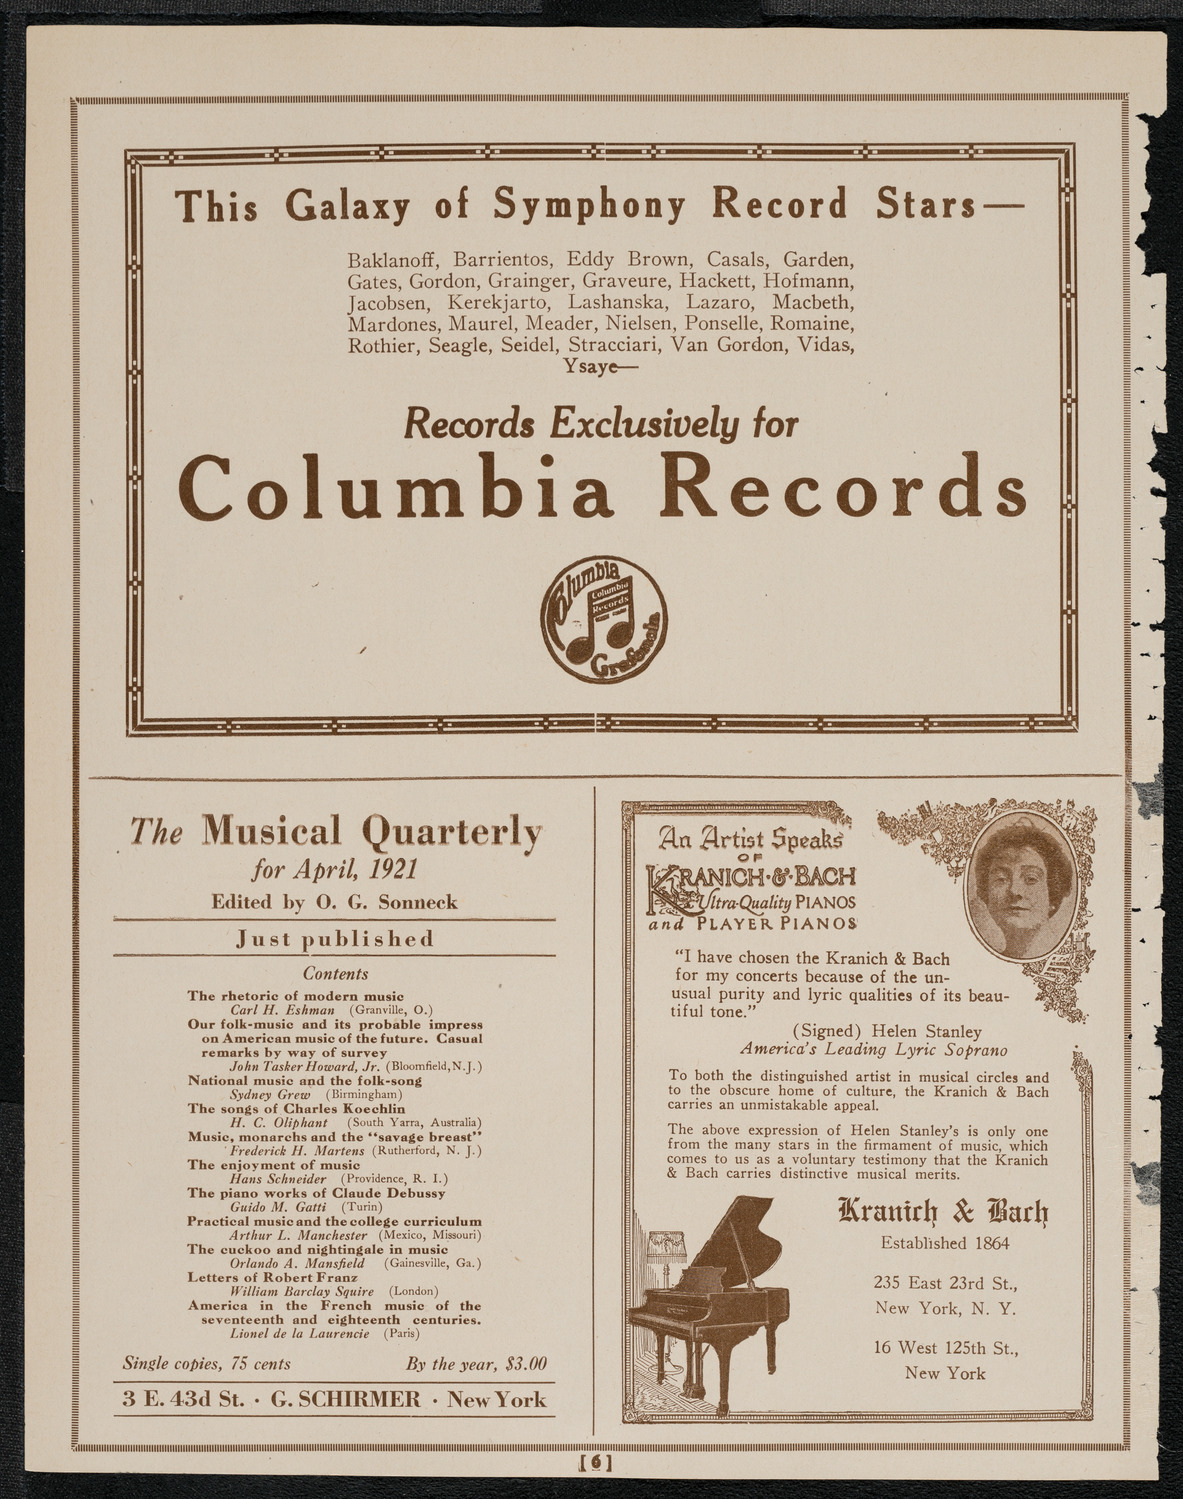 This Galaxy of Symphony Record Stars—
Baklanoff, Barrientos, Eddy Brown, Casals, Garden,
Gates, Gordon, Grainger, Graveure, Hackett, Hofmann,
Jacobsen, Kerekjarto, Lashanska, Lazaro, Macbeth,
Mardones, Maurel, Meader, Nielsen, Ponselle, Romaine,
Rothier, Seagle, Seidel, Stracciari, Van Gordon, Vidas,
Ysaye—
Records Exclusively for
Columbia Records
Columbia
Columbia
Records
Grafonola
The Musical Quarterly
for April, 1921
Edited by O. G. Sonneck
Just published
Contents
The rhetoric of modern music
Carl H. Eshman (Granville, O.)
Our folk-music and its probable impress
on American music of the future. Casual
remarks by way of survey
John Tasker Howard, Jr. (Bloomfield, N.J.)
National music and the folk-song
Sydney Grew (Birmingham)
The songs of Charles Koechlin
H. C. Oliphant (South Yarra, Australia)
Music, monarchs and the "savage breast"
Frederick H. Martens (Rutherford, N. J.)
The enjoyment of music
Hans Schneider (Providence, R. I.)
The piano works of Claude Debussy
Guido M. Gatti (Turin)
Practical music and the college curriculum
Arthur L. Manchester (Mexico, Missouri)
The cuckoo and nightingale in music
Orlando A. Mansfield (Gainesville, Ga.)
Letters of Robert Franz
William Barclay Squire (London)
America in the French music of the
seventeenth and eighteenth centuries.
Lionel de la Laurencie (Paris)
Single copies, 75 cents By the year, $3.00
3 E. 43d St. · G. SCHIRMER · New York
An Artist Speaks
OF
KRANICH·&·BACH
Ultra-Quality PIANOS
and PLAYER PIANOS
"I have chosen the Kranich & Bach
for my concerts because of the un-
usual purity and lyric qualities of its beau-
tiful tone."
(Signed) Helen Stanley
America's Leading Lyric Soprano
To both the distinguished artist in musical circles and
to the obscure home of culture, the Kranich & Bach
carries an unmistakable appeal.
The above expression of Helen Stanley's is only one
from the many stars in the firmament of music, which
comes to us as a voluntary testimony that the Kranich
& Bach carries distinctive musical merits.
Kranich & Bach
Established 1864
235 East 23rd St.,
New York, N. Y.
16 West 125th St.,
New York
[6]